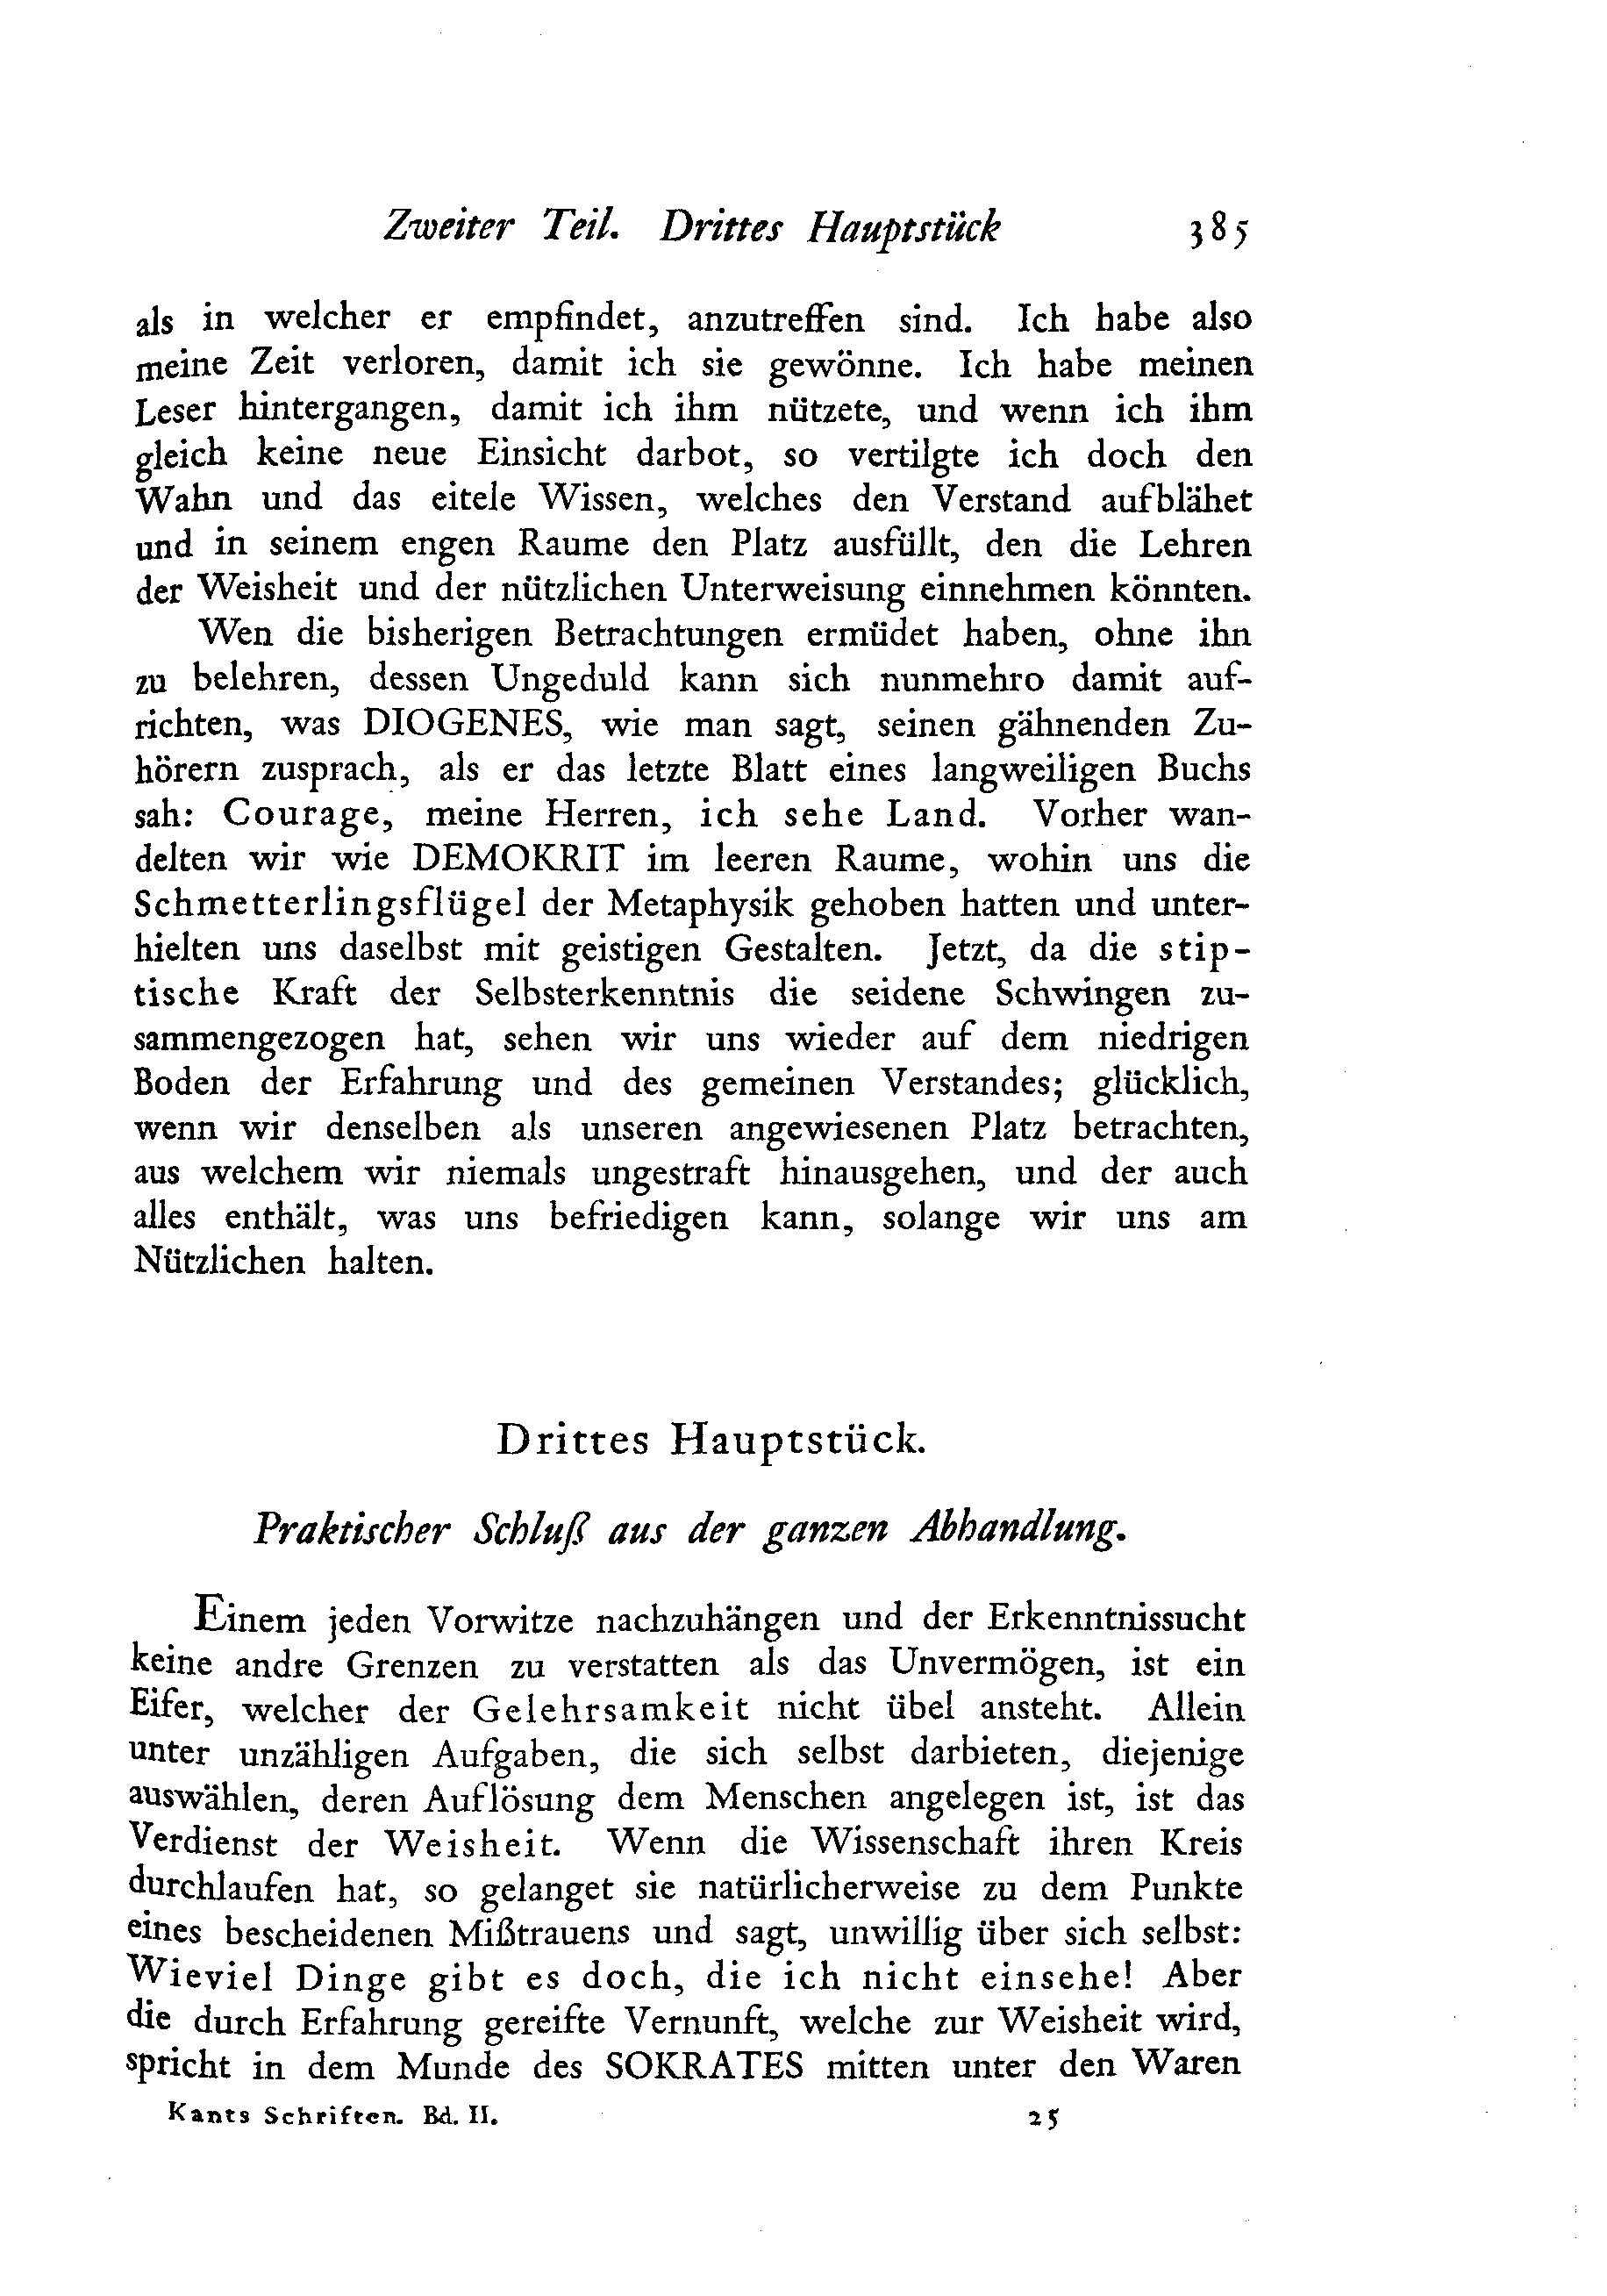 Zweiter Teil. Drittes Hauptstück 385
als in welcher er empfindet, anzutreffen sind. Ich habe also
meine Zeit verloren, damit ich sie gewönne. Ich habe meinen
Leser hintergangen, damit ich ihm nützete, und wenn ich ihm
gleich keine neue Einsicht darbot, so vertilgte ich doch den
Wahn und das eitele Wissen, welches den Verstand aufblähet
und in seinem engen Raume den Platz ausfüllt, den die Lehren
der Weisheit und der nützlichen Unterweisung einnehmen könnten.
Wen die bisherigen Betrachtungen ermüdet haben, ohne ihn
zu belehren, dessen Ungeduld kann sich nunmehro damit auf-
richten, was DIOGENES, wie man sagt, seinen gähnenden Zu-
hörern zusprach, als er das letzte Blatt eines langweiligen Buchs
sah: Courage, meine Herren, ich sehe Land. Vorher wan-
delten wir wie DEMOKRIT im leeren Raume, wohin uns die
Schmetterlingsflügel der Metaphysik gehoben hatten und unter-
hielten uns daselbst mit geistigen Gestalten. Jetzt, da die stip-
tische Kraft der Selbsterkenntnis die seidene Schwingen zu-
sammengezogen hat, sehen wir uns wieder auf dem niedrigen
Boden der Erfahrung und des gemeinen Verstandes; glücklich,
wenn wir denselben als unseren angewiesenen Platz betrachten,
aus welchem wir niemals ungestraft hinausgehen, und der auch
alles enthält, was uns befriedigen kann, solange wir uns am
Nützlichen halten.
Drittes Hauptstück.
Praktischer Schluß aus der ganzen Abhandlung.
Einem jeden Vorwitze nachzuhängen und der Erkenntnissucht
keine andre Grenzen zu verstatten als das Unvermögen, ist ein
Eifer, welcher der Gelehrsamkeit nicht übel ansteht. Allein
unter unzähligen Aufgaben, die sich selbst darbieten, diejenige
auswählen, deren Auflösung dem Menschen angelegen ist, ist das
Verdienst der Weisheit. Wenn die Wissenschaft ihren Kreis
durchlaufen hat, so gelanget sie natürlicherweise zu dem Punkte
eines bescheidenen Mißtrauens und sagt, unwillig über sich selbst:
Wieviel Dinge gibt es doch, die ich nicht einsehe! Aber
die durch Erfahrung gereifte Vernunft, welche zur Weisheit wird,
spricht in dem Munde des SOKRATES mitten unter den Waren
Kants Schriften. Bd. II. 25